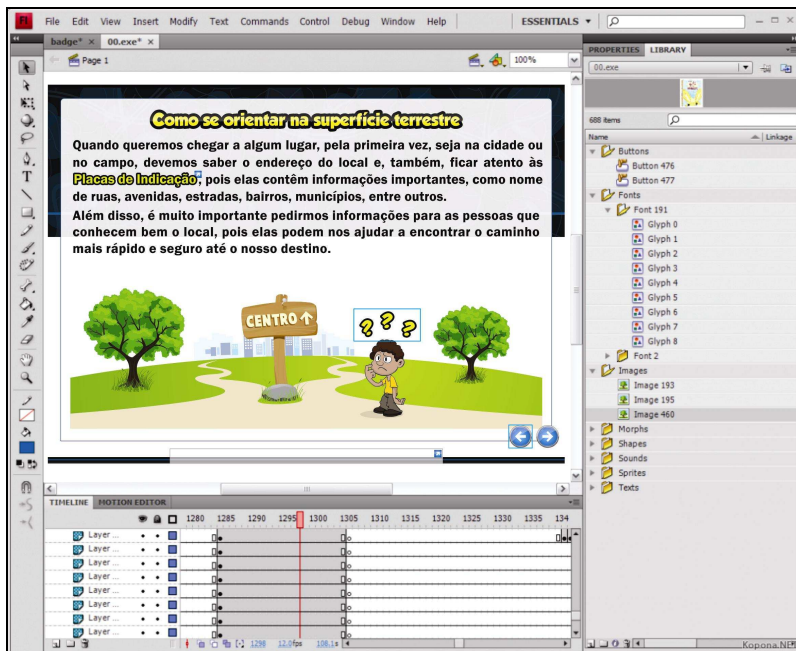 Fl File Edit View Insert Modify Text Commands Control Debug Window Help ESSENTIALS
badge* × 00.exe* ×
Page 1 100%
Como se orientar na superfície terrestre
Quando queremos chegar a algum lugar, pela primeira vez, seja na cidade ou
no campo, devemos saber o endereço do local e, também, ficar atento às
Placas de Indicação, pois elas contêm informações importantes, como nome
de ruas, avenidas, estradas, bairros, municípios, entre outros.
Além disso, é muito importante pedirmos informações para as pessoas que
conhecem bem o local, pois elas podem nos ajudar a encontrar o caminho
mais rápido e seguro até o nosso destino.
CENTRO
? ? ?
PROPERTIES LIBRARY
00.exe
688 items
Name Linkage
Buttons
Button 476
Button 477
Fonts
Font 191
Glyph 0
Glyph 1
Glyph 2
Glyph 3
Glyph 4
Glyph 5
Glyph 6
Glyph 7
Glyph 8
Font 2
Images
Image 193
Image 195
Image 460
Morphs
Shapes
Sounds
Sprites
Texts
TIMELINE MOTION EDITOR
1280 1285 1290 1295 1300 1305 1310 1315 1320 1325 1330 1335 134
Layer ...
Layer ...
Layer ...
Layer ...
Layer ...
Layer ...
Layer ...
Layer ...
1298 12.0fps 108.1s
Kopona.NET